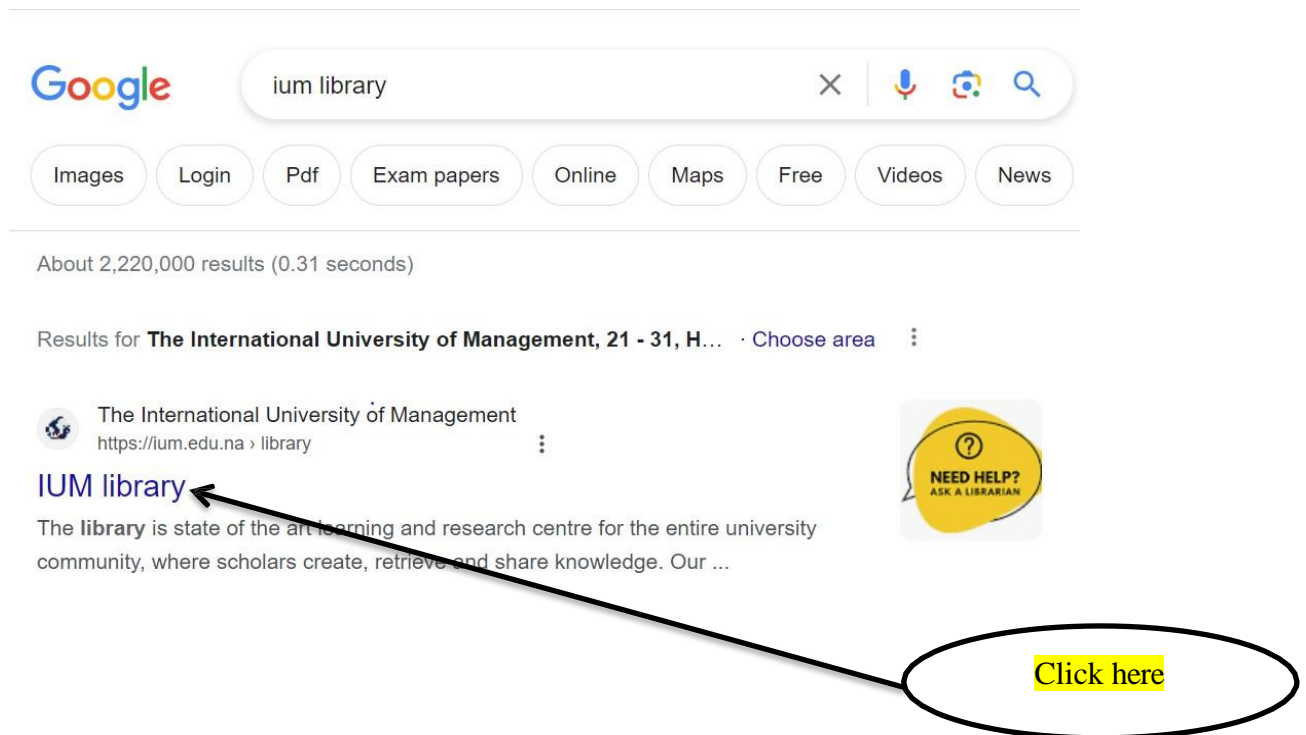 Google
ium library
Images Login Pdf Exam papers Online Maps Free Videos News
About 2,220,000 results (0.31 seconds)
Results for The International University of Management, 21 - 31, H... · Choose area
The International University of Management
https://ium.edu.na › library
IUM library
The library is state of the art learning and research centre for the entire university
community, where scholars create, retrieve and share knowledge. Our ...
NEED HELP?
ASK A LIBRARIAN
Click here